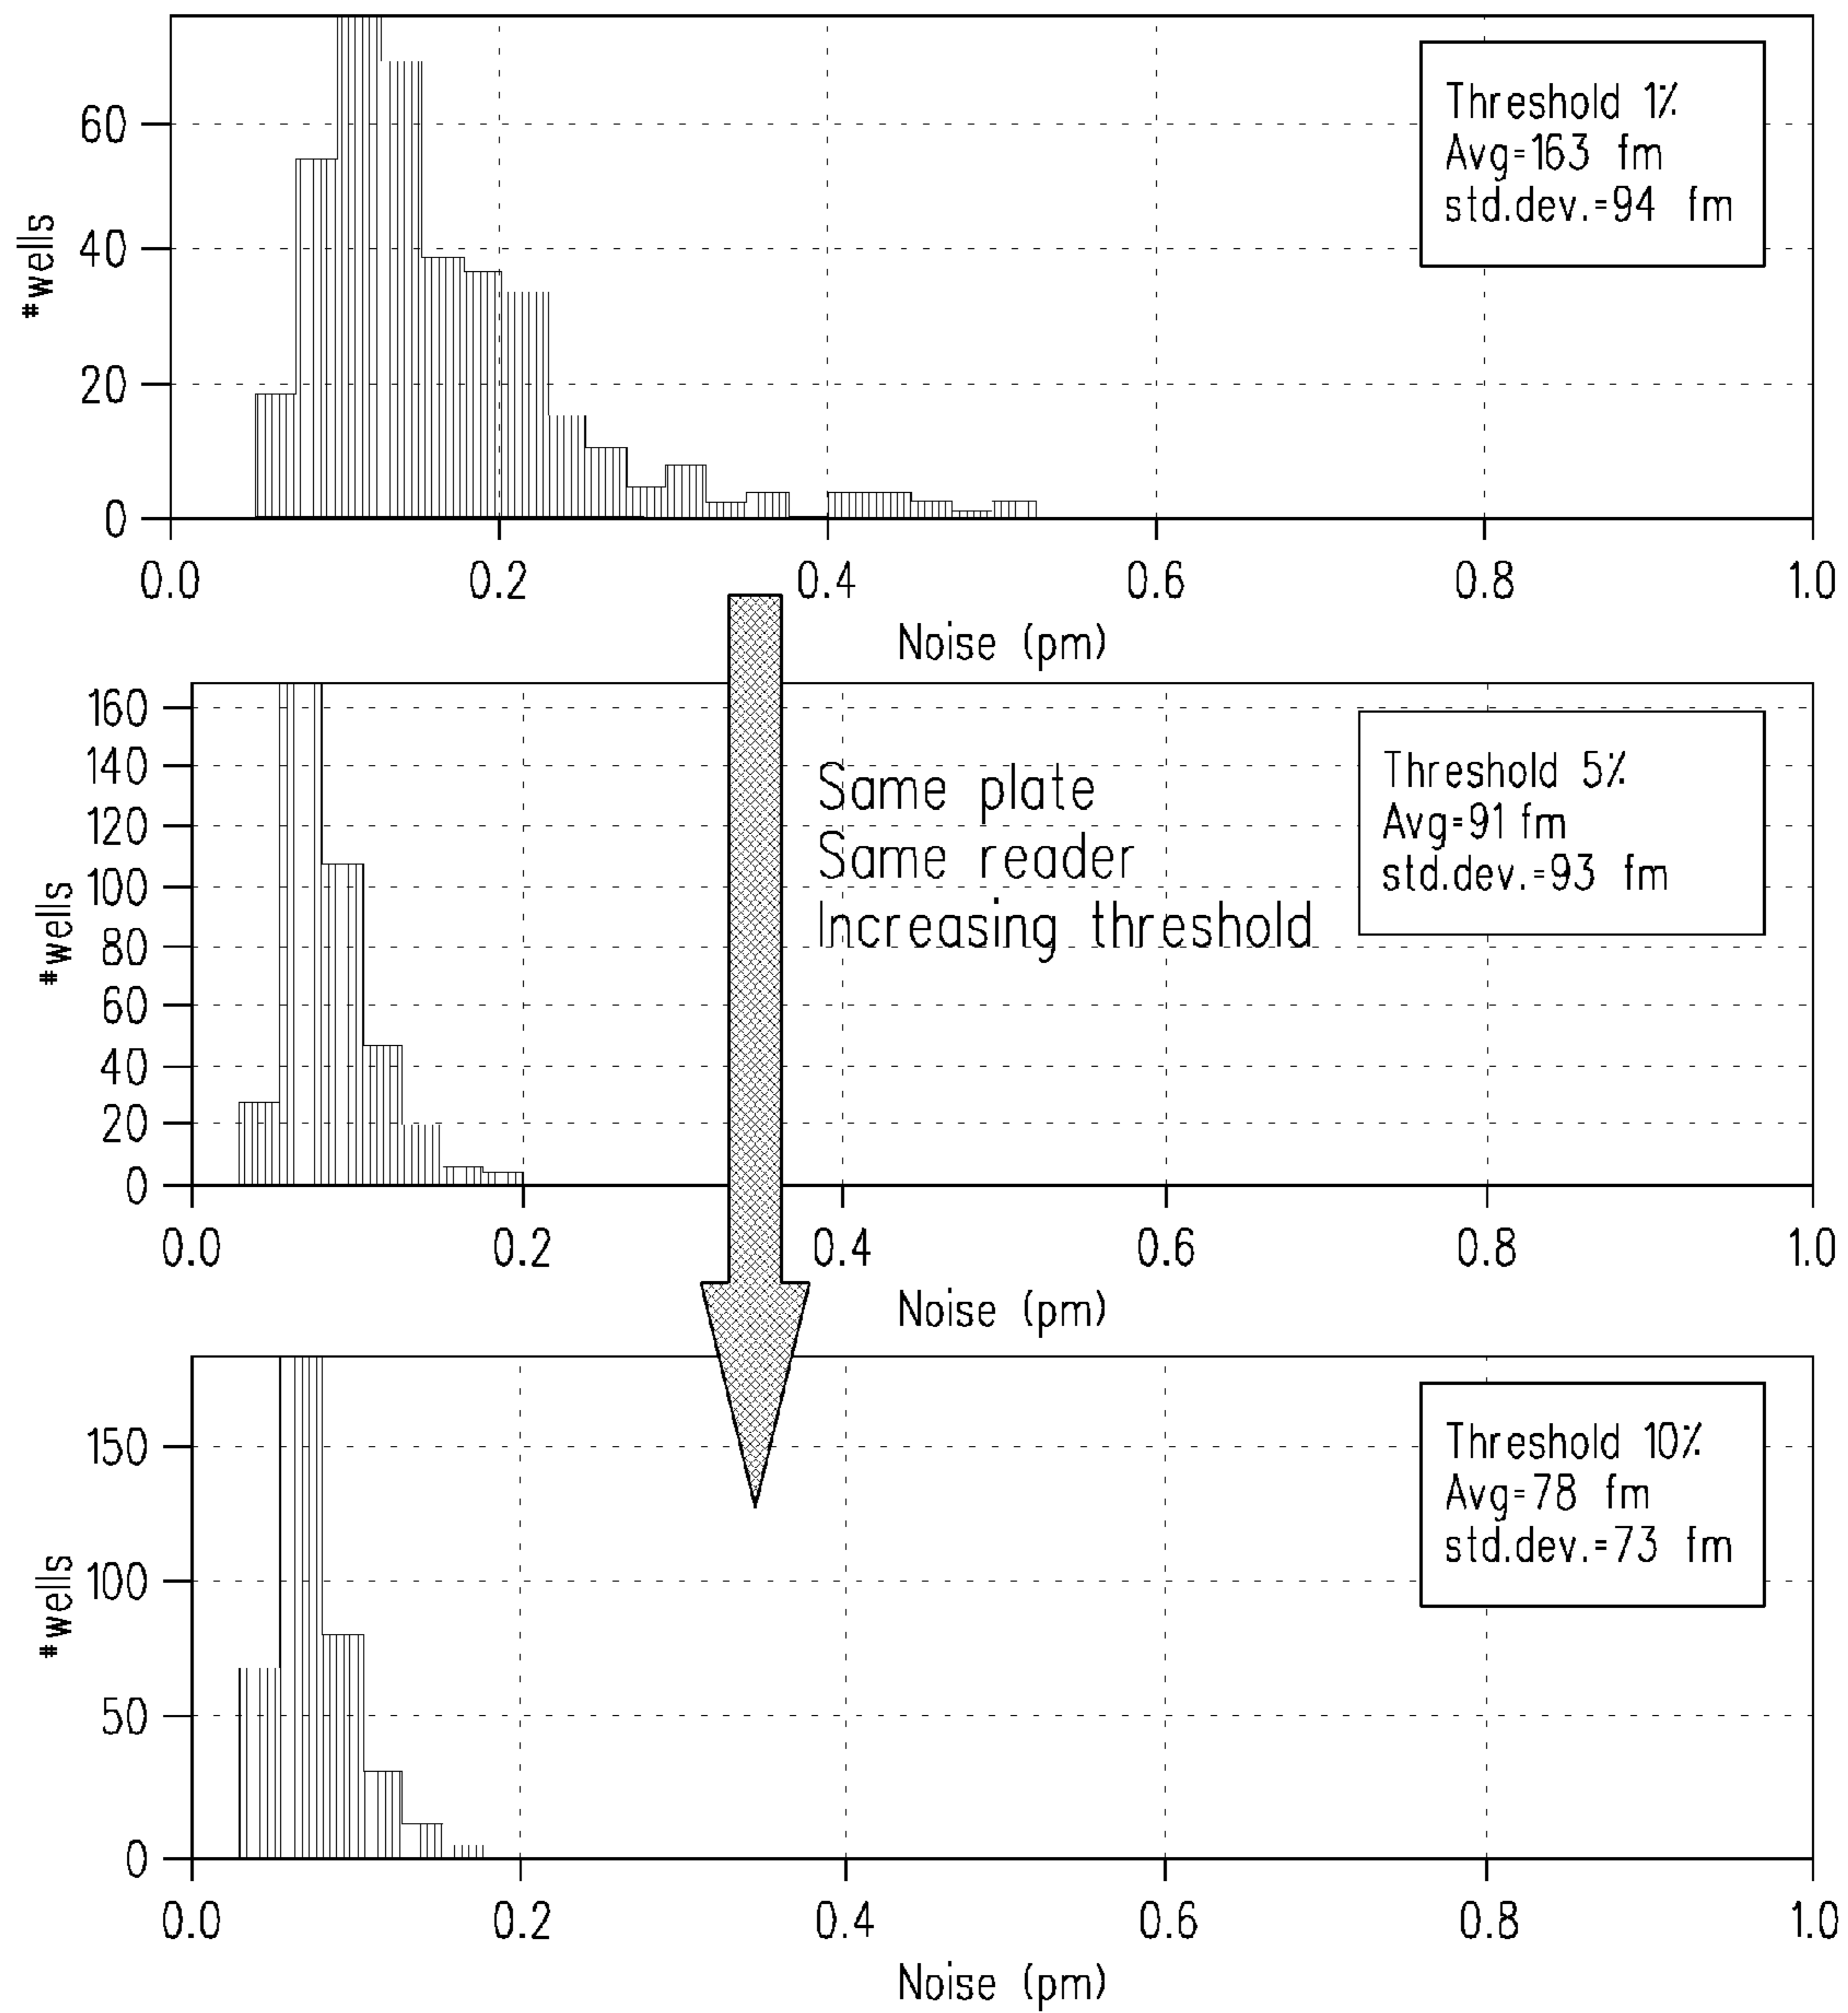 #wells
60
40
20
0
Threshold 1%
Avg=163 fm
std.dev.=94 fm
0.0 0.2 0.4 0.6 0.8 1.0
Noise (pm)
#wells
160
140
120
100
80
60
40
20
0
Same plate
Same reader
Increasing threshold
Threshold 5%
Avg=91 fm
std.dev.=93 fm
0.0 0.2 0.4 0.6 0.8 1.0
Noise (pm)
#wells
150
100
50
0
Threshold 10%
Avg=78 fm
std.dev.=73 fm
0.0 0.2 0.4 0.6 0.8 1.0
Noise (pm)